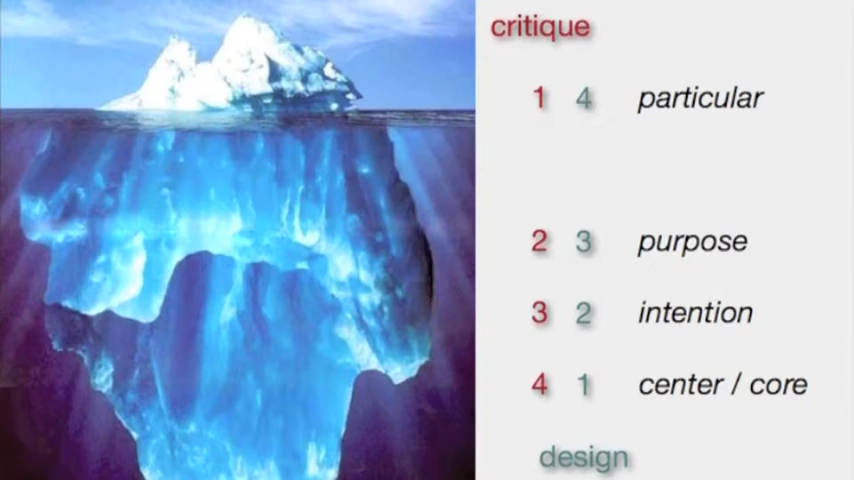 critique
1 4 particular
2 3 purpose
3 2 intention
4 1 center / core
design